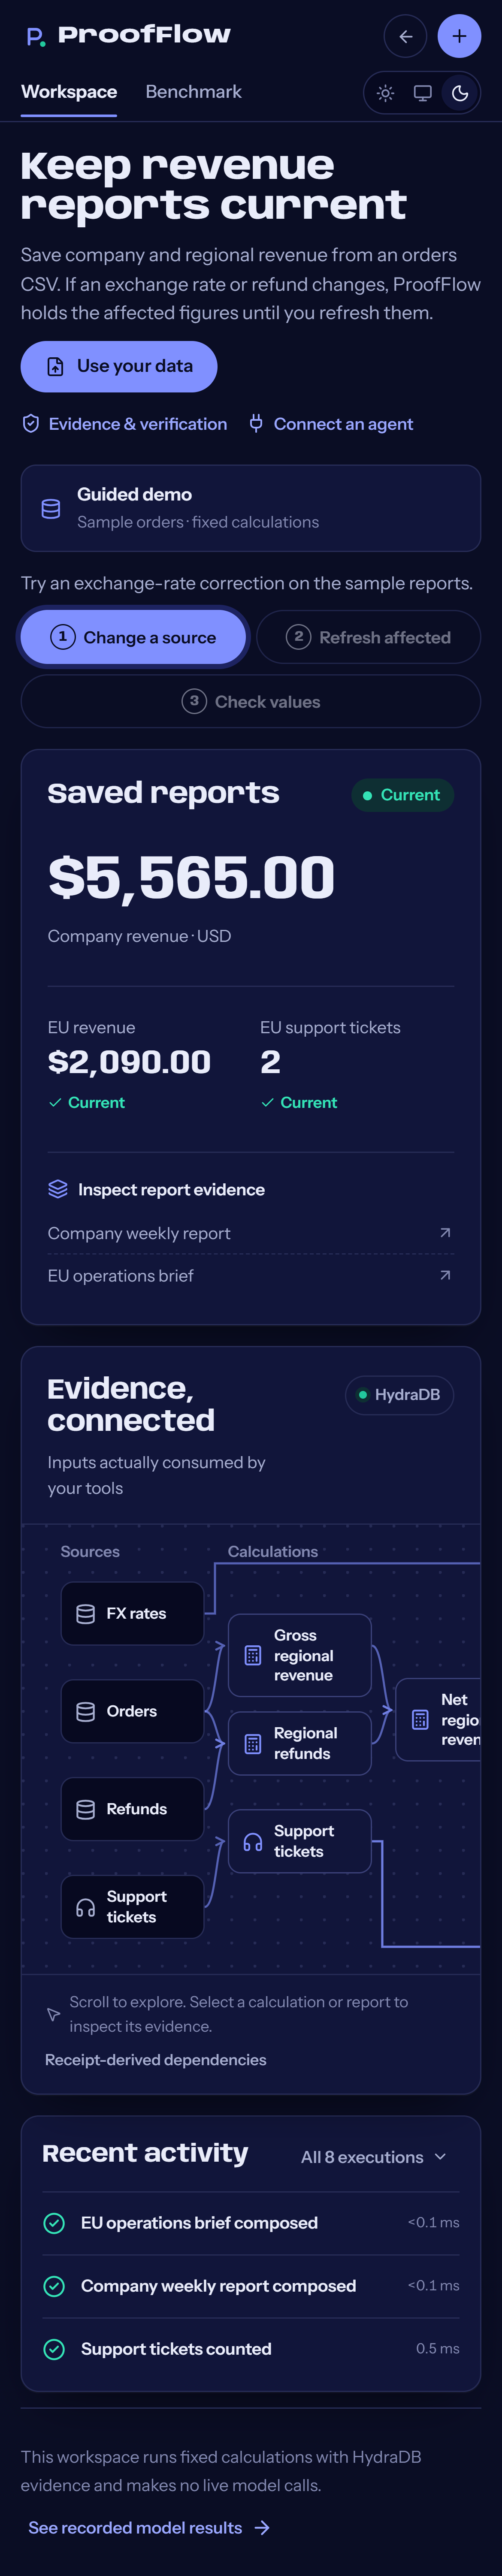 P. ProofFlow
Workspace Benchmark
Keep revenue
reports current
Save company and regional revenue from an orders
CSV. If an exchange rate or refund changes, ProofFlow
holds the affected figures until you refresh them.
Use your data
Evidence & verification Connect an agent
Guided demo
Sample orders · fixed calculations
Try an exchange-rate correction on the sample reports.
1 Change a source 2 Refresh affected
3 Check values
Saved reports Current
$5,565.00
Company revenue · USD
EU revenue EU support tickets
$2,090.00 2
Current Current
Inspect report evidence
Company weekly report
EU operations brief
Evidence,
connected
HydraDB
Inputs actually consumed by
your tools
Sources Calculations
FX rates
Gross
regional
revenue
Orders
Regional
refunds
Net
regio
reven
Refunds
Support
tickets
Support
tickets
Scroll to explore. Select a calculation or report to
inspect its evidence.
Receipt-derived dependencies
Recent activity All 8 executions
EU operations brief composed <0.1 ms
Company weekly report composed <0.1 ms
Support tickets counted 0.5 ms
This workspace runs fixed calculations with HydraDB
evidence and makes no live model calls.
See recorded model results